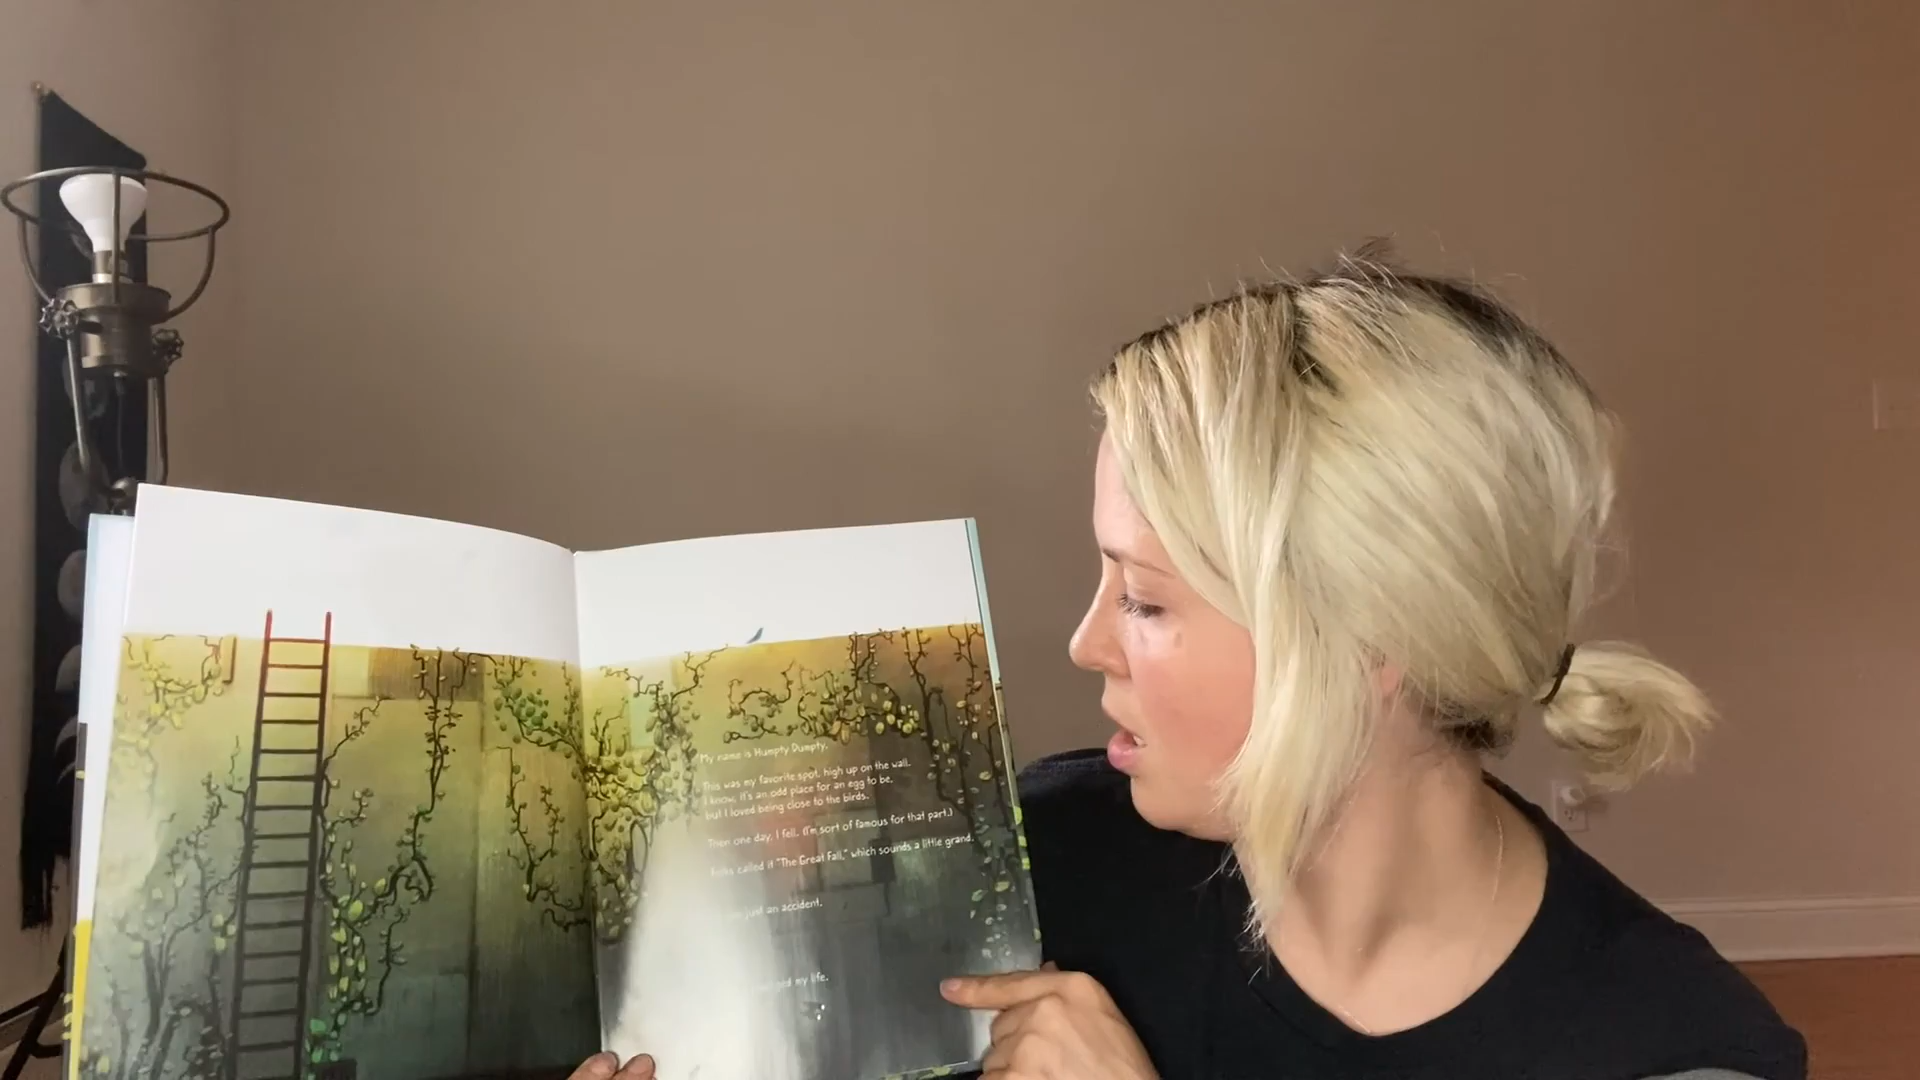 My name is Humpty Dumpty.
This was my favorite spot, high up on the wall.
I know, it's an odd place for an egg to be,
but I loved being close to the birds.
Then one day, I fell. (I'm sort of famous for that part.)
Folks called it "The Great Fall," which sounds a little grand.
just an accident.
my life.